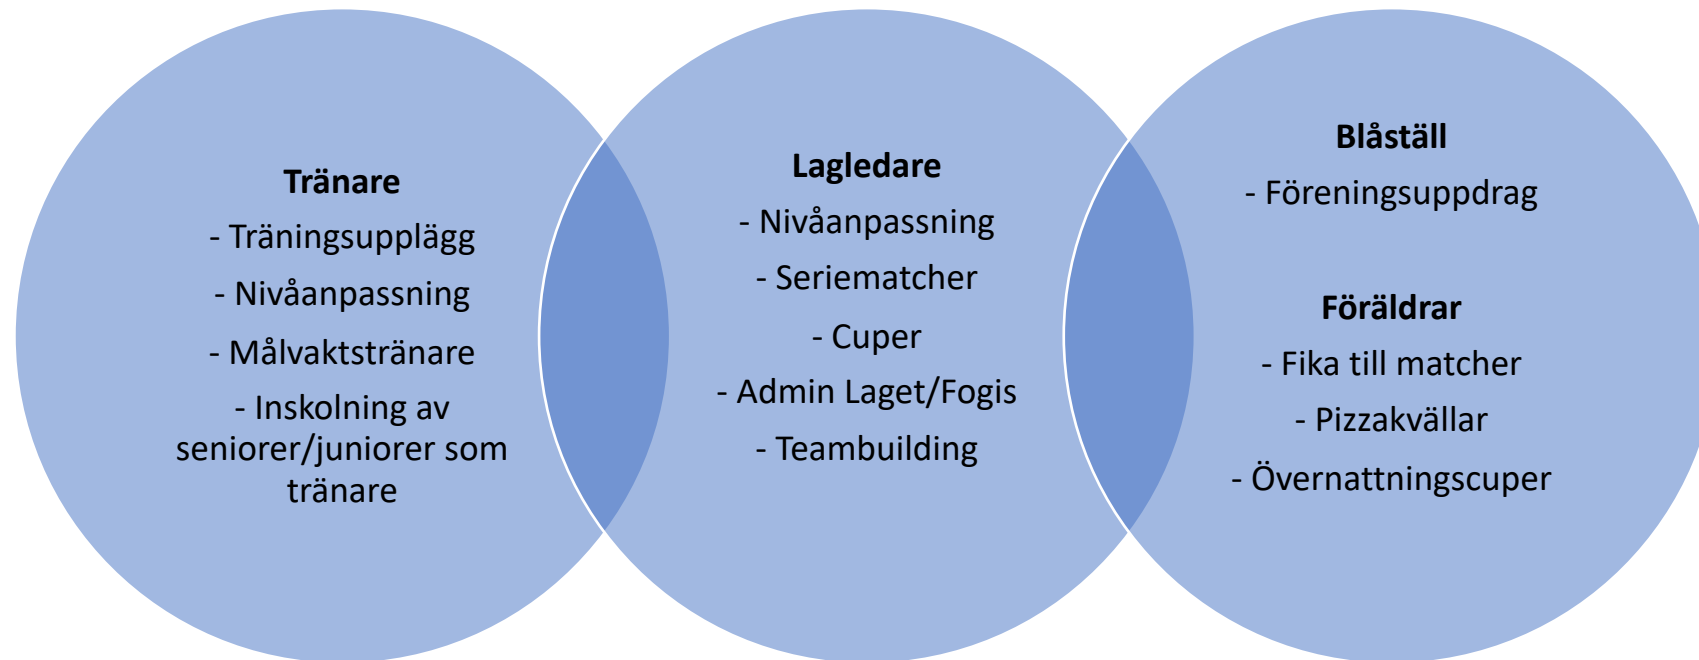 Tränare
- Träningsupplägg
- Nivåanpassning
- Målvaktstränare
- Inskolning av
seniorer/juniorer som
tränare
Lagledare
- Nivåanpassning
- Seriematcher
- Cuper
- Admin Laget/Fogis
- Teambuilding
Blåställ
- Föreningsuppdrag
Föräldrar
- Fika till matcher
- Pizzakvällar
- Övernattningscuper